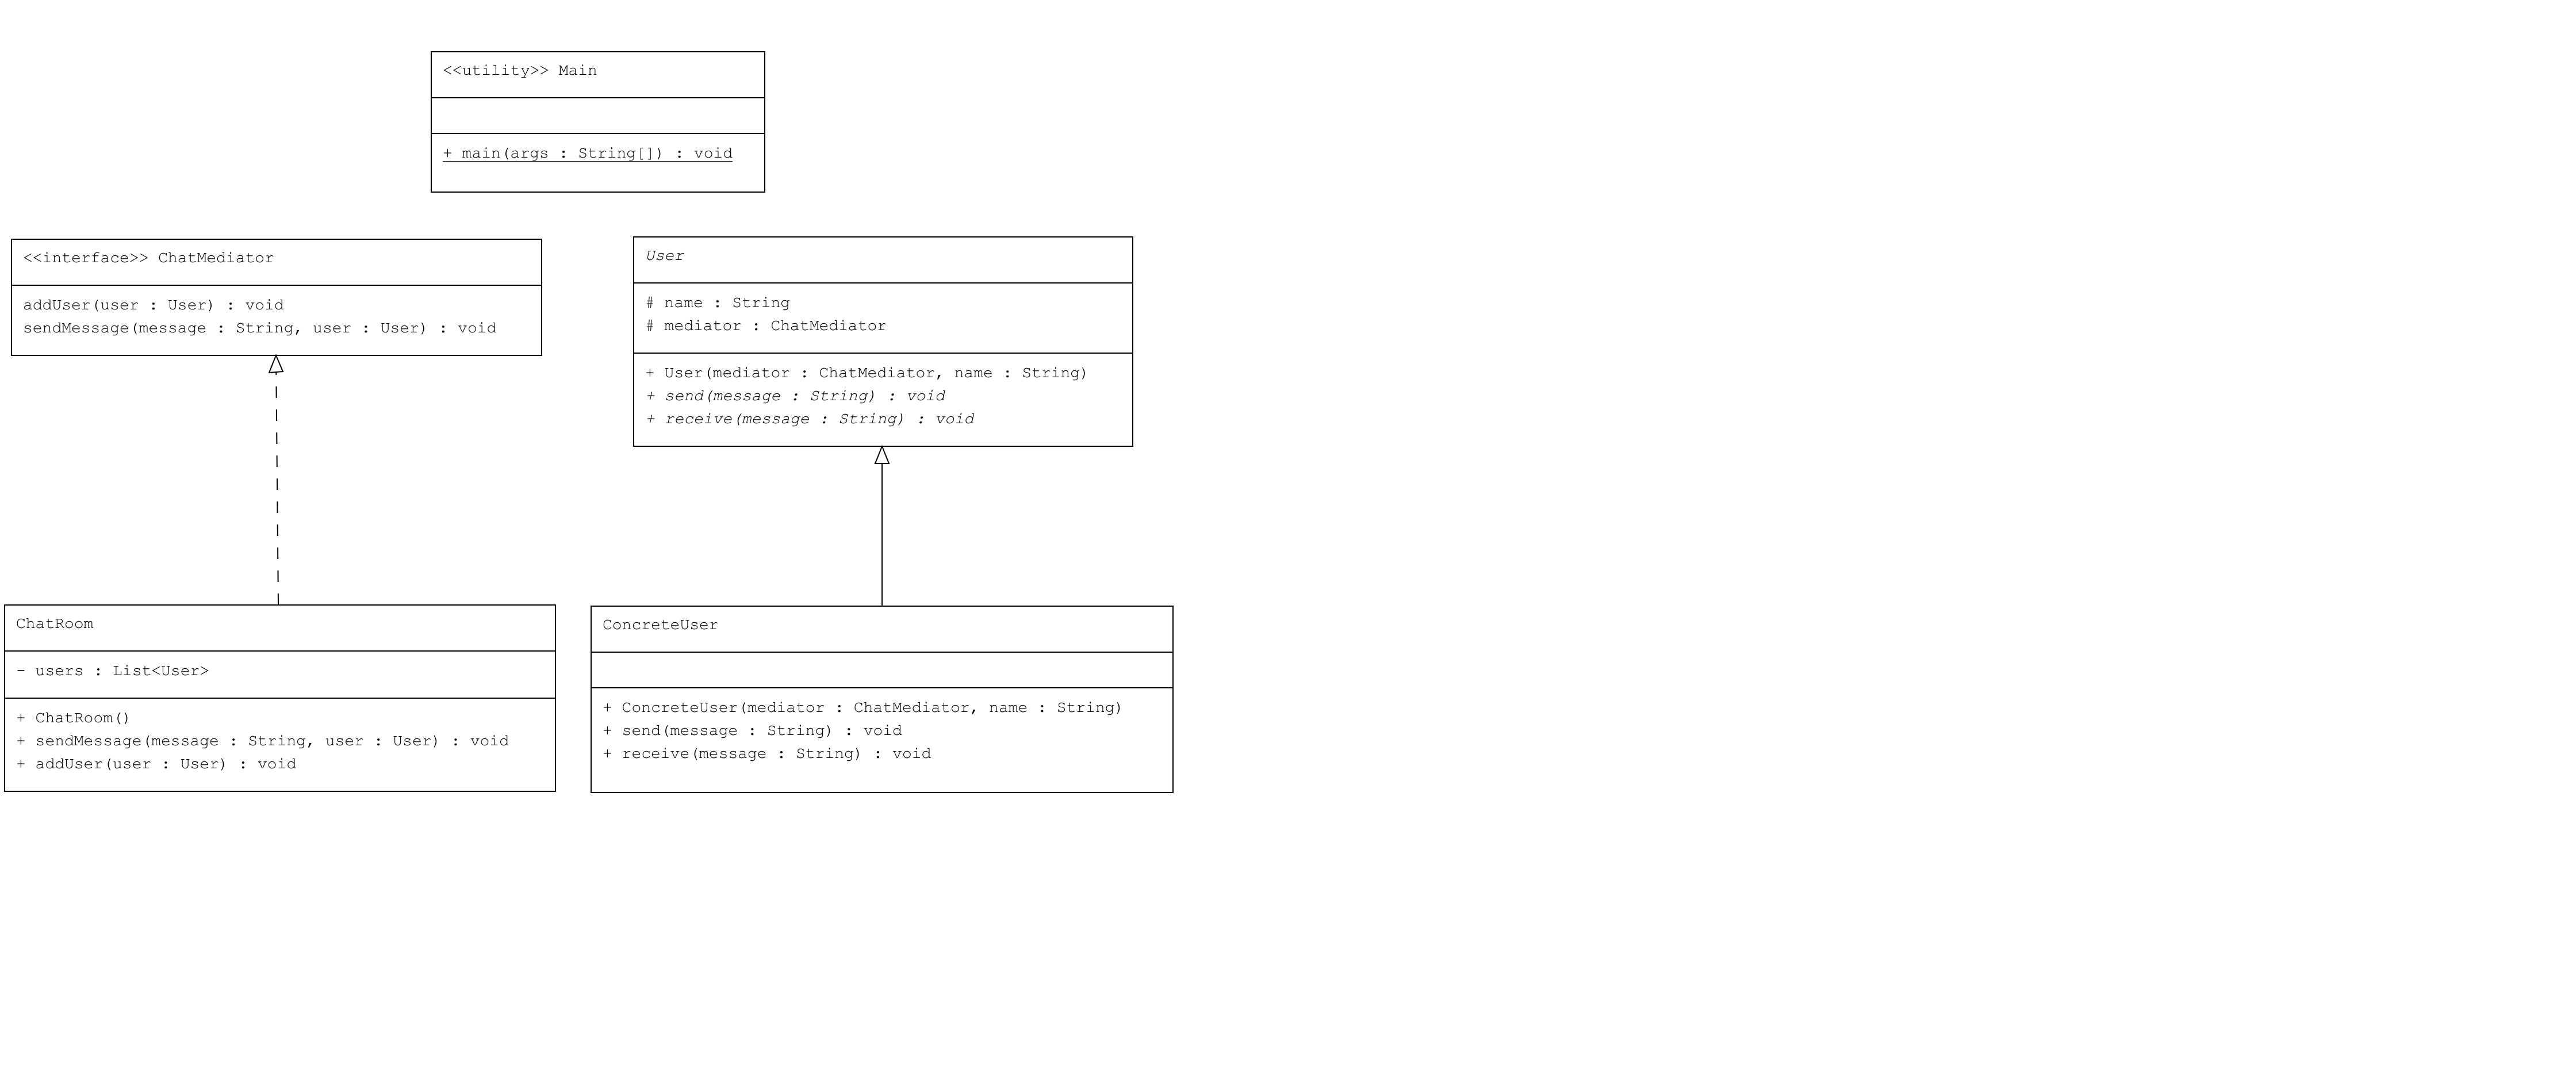 <<utility>> Main
+ main(args : String[]) : void
<<interface>> ChatMediator
addUser(user : User) : void
sendMessage(message : String, user : User) : void
User
# name : String
# mediator : ChatMediator
+ User(mediator : ChatMediator, name : String)
+ send(message : String) : void
+ receive(message : String) : void
ChatRoom
- users : List<User>
+ ChatRoom()
+ sendMessage(message : String, user : User) : void
+ addUser(user : User) : void
ConcreteUser
+ ConcreteUser(mediator : ChatMediator, name : String)
+ send(message : String) : void
+ receive(message : String) : void